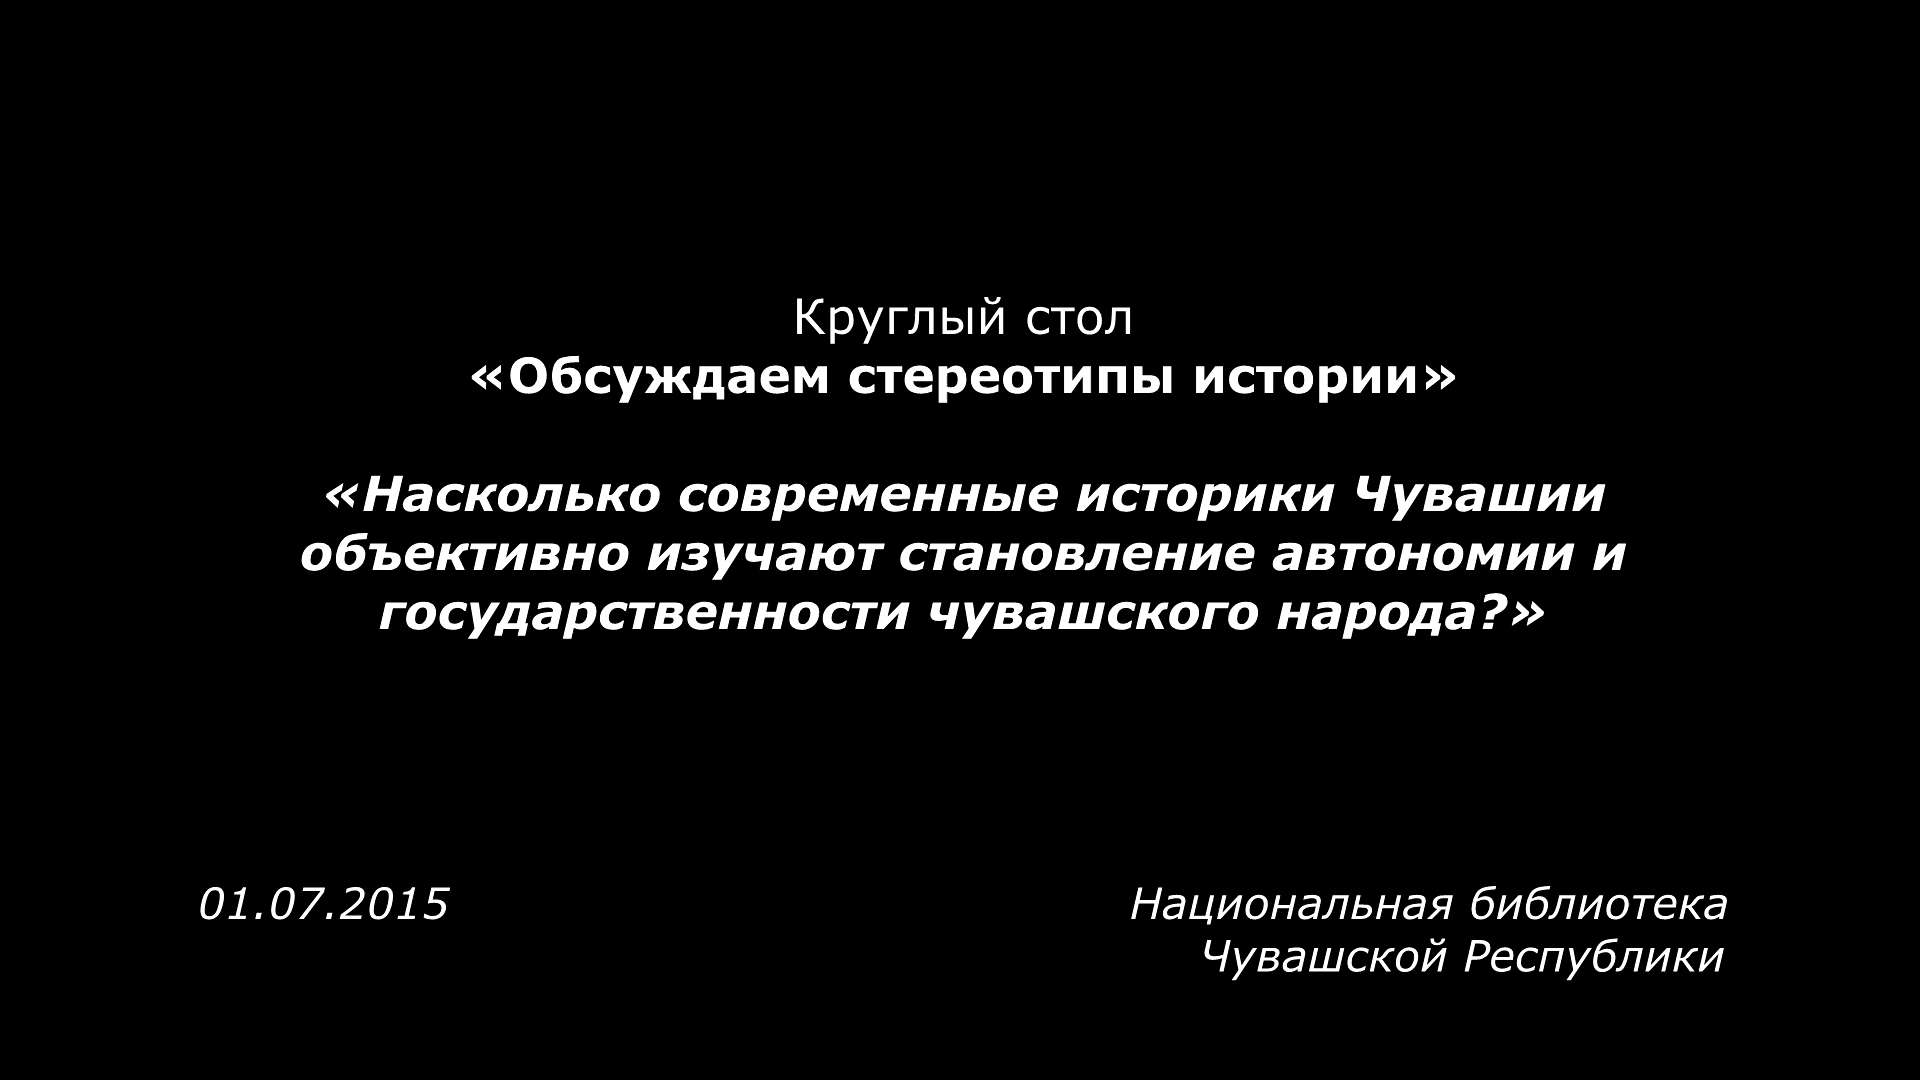 Круглый стол
«Обсуждаем стереотипы истории»
«Насколько современные историки Чувашии
объективно изучают становление автономии и
государственности чувашского народа?»
01.07.2015
Национальная библиотека
Чувашской Республики